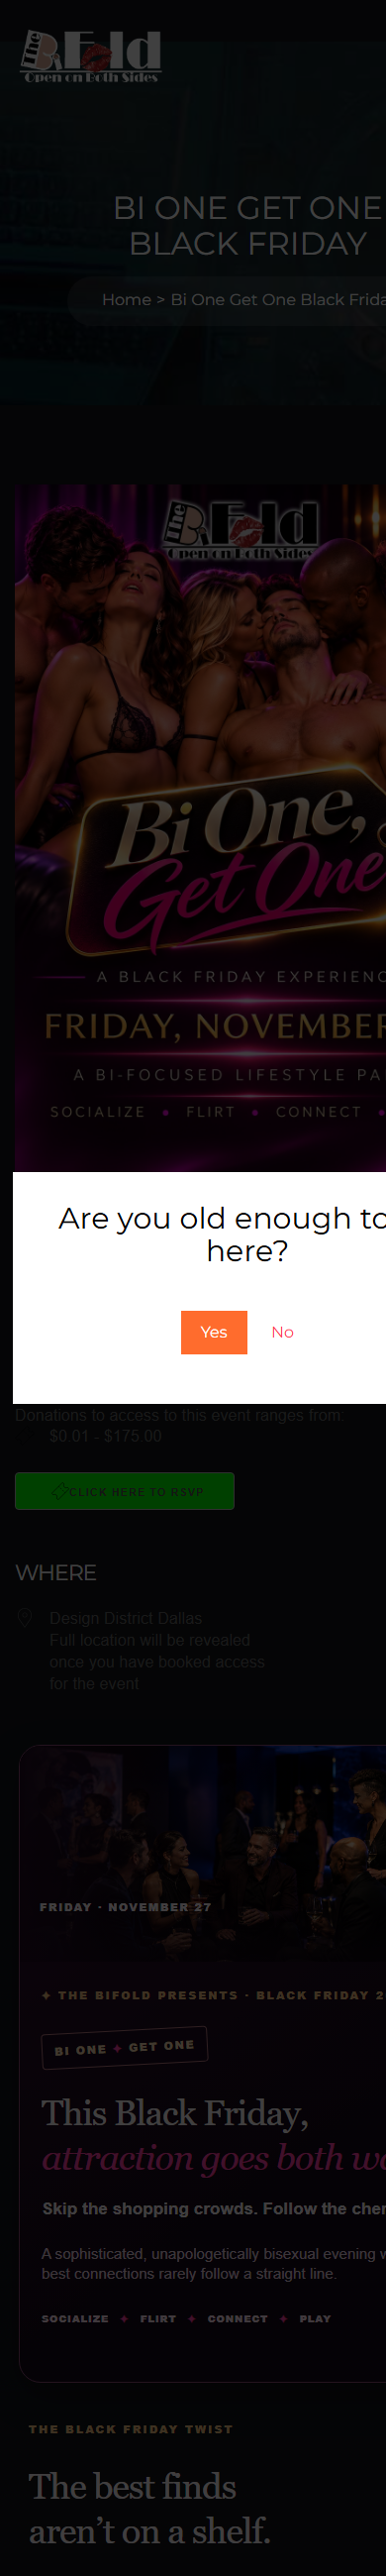 The BiFold
Open on Both Sides
BI ONE GET ONE
BLACK FRIDAY
Home > Bi One Get One Black Frida
The BiFold
Open on Both Sides
Bi One,
Get One
A BLACK FRIDAY EXPERIENC
FRIDAY, NOVEMBER
A BI-FOCUSED LIFESTYLE PA
SOCIALIZE • FLIRT • CONNECT •
Are you old enough to
here?
Yes No
Donations to access to this event ranges from:
$0.01 - $175.00
CLICK HERE TO RSVP
WHERE
Design District Dallas
Full location will be revealed
once you have booked access
for the event
FRIDAY · NOVEMBER 27
✦ THE BIFOLD PRESENTS · BLACK FRIDAY 2
BI ONE ✦ GET ONE
This Black Friday,
attraction goes both wa
Skip the shopping crowds. Follow the cher
A sophisticated, unapologetically bisexual evening w
best connections rarely follow a straight line.
SOCIALIZE ✦ FLIRT ✦ CONNECT ✦ PLAY
THE BLACK FRIDAY TWIST
The best finds
aren’t on a shelf.